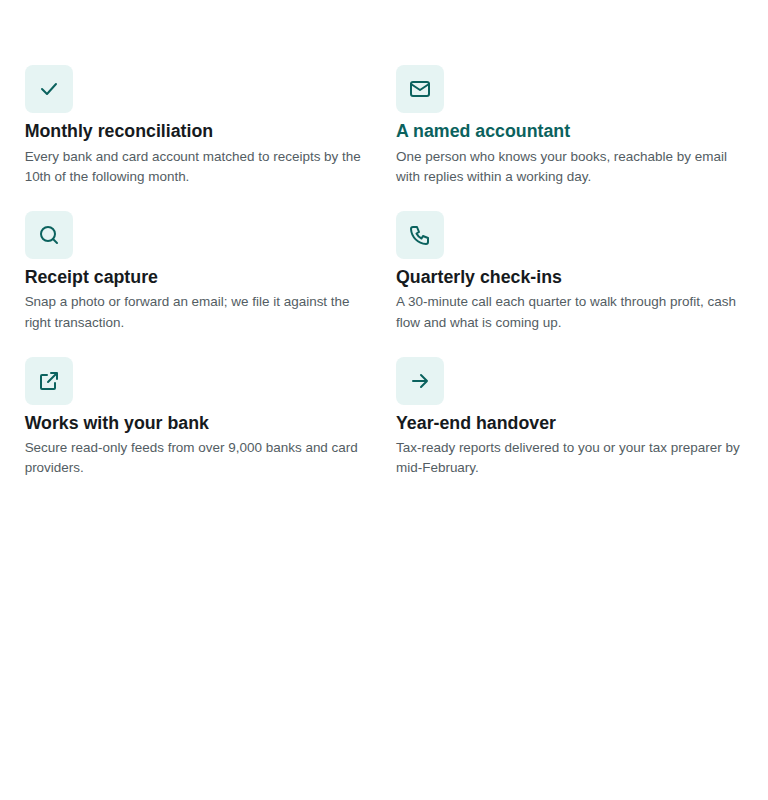 Monthly reconciliation
Every bank and card account matched to receipts by the
10th of the following month.
A named accountant
One person who knows your books, reachable by email
with replies within a working day.
Receipt capture
Snap a photo or forward an email; we file it against the
right transaction.
Quarterly check-ins
A 30-minute call each quarter to walk through profit, cash
flow and what is coming up.
Works with your bank
Secure read-only feeds from over 9,000 banks and card
providers.
Year-end handover
Tax-ready reports delivered to you or your tax preparer by
mid-February.